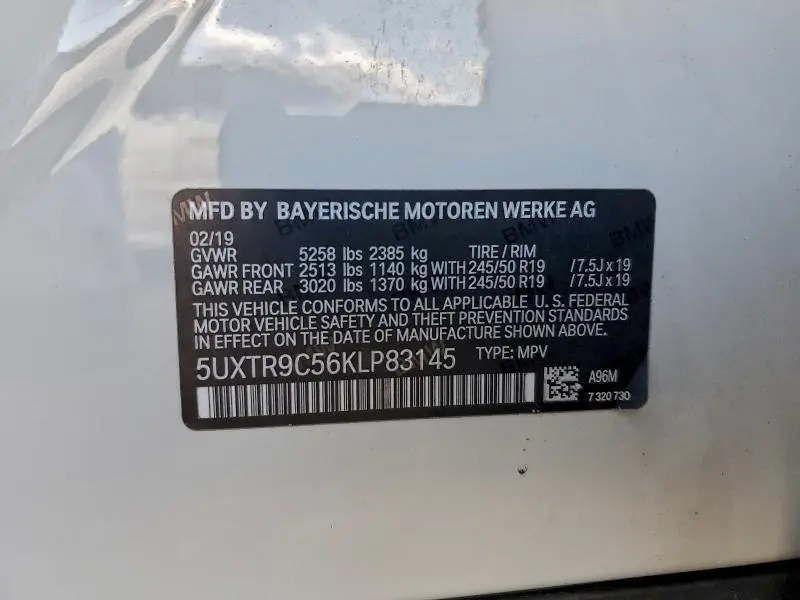 MFD BY BAYERISCHE MOTOREN WERKE AG
02/19
GVWR 5258 lbs 2385 kg TIRE / RIM
GAWR FRONT 2513 lbs 1140 kg WITH 245/50 R19 /7.5J x 19
GAWR REAR 3020 lbs 1370 kg WITH 245/50 R19 /7.5J x 19
THIS VEHICLE CONFORMS TO ALL APPLICABLE U. S. FEDERAL
MOTOR VEHICLE SAFETY AND THEFT PREVENTION STANDARDS
IN EFFECT ON THE DATE OF MANUFACTURE SHOWN ABOVE.
5UXTR9C56KLP83145 TYPE: MPV
A96M
7 320 730